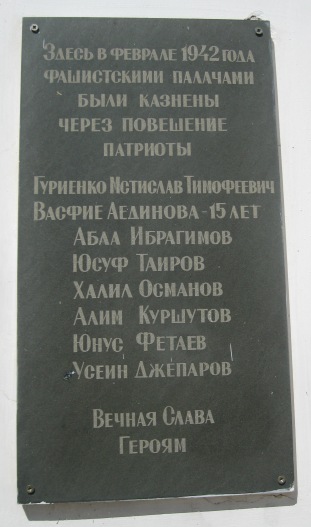 Здесь в феврале 1942 года
фашистскими палачами
были казнены
через повешение
патриоты
Гуриенко Мстислав Тимофеевич
Васфие Аединова - 15 лет
Абла Ибрагимов
Юсуф Таиров
Халил Османов
Алим Куршутов
Юнус Фетаев
Усеин Джепаров
Вечная Слава
Героям